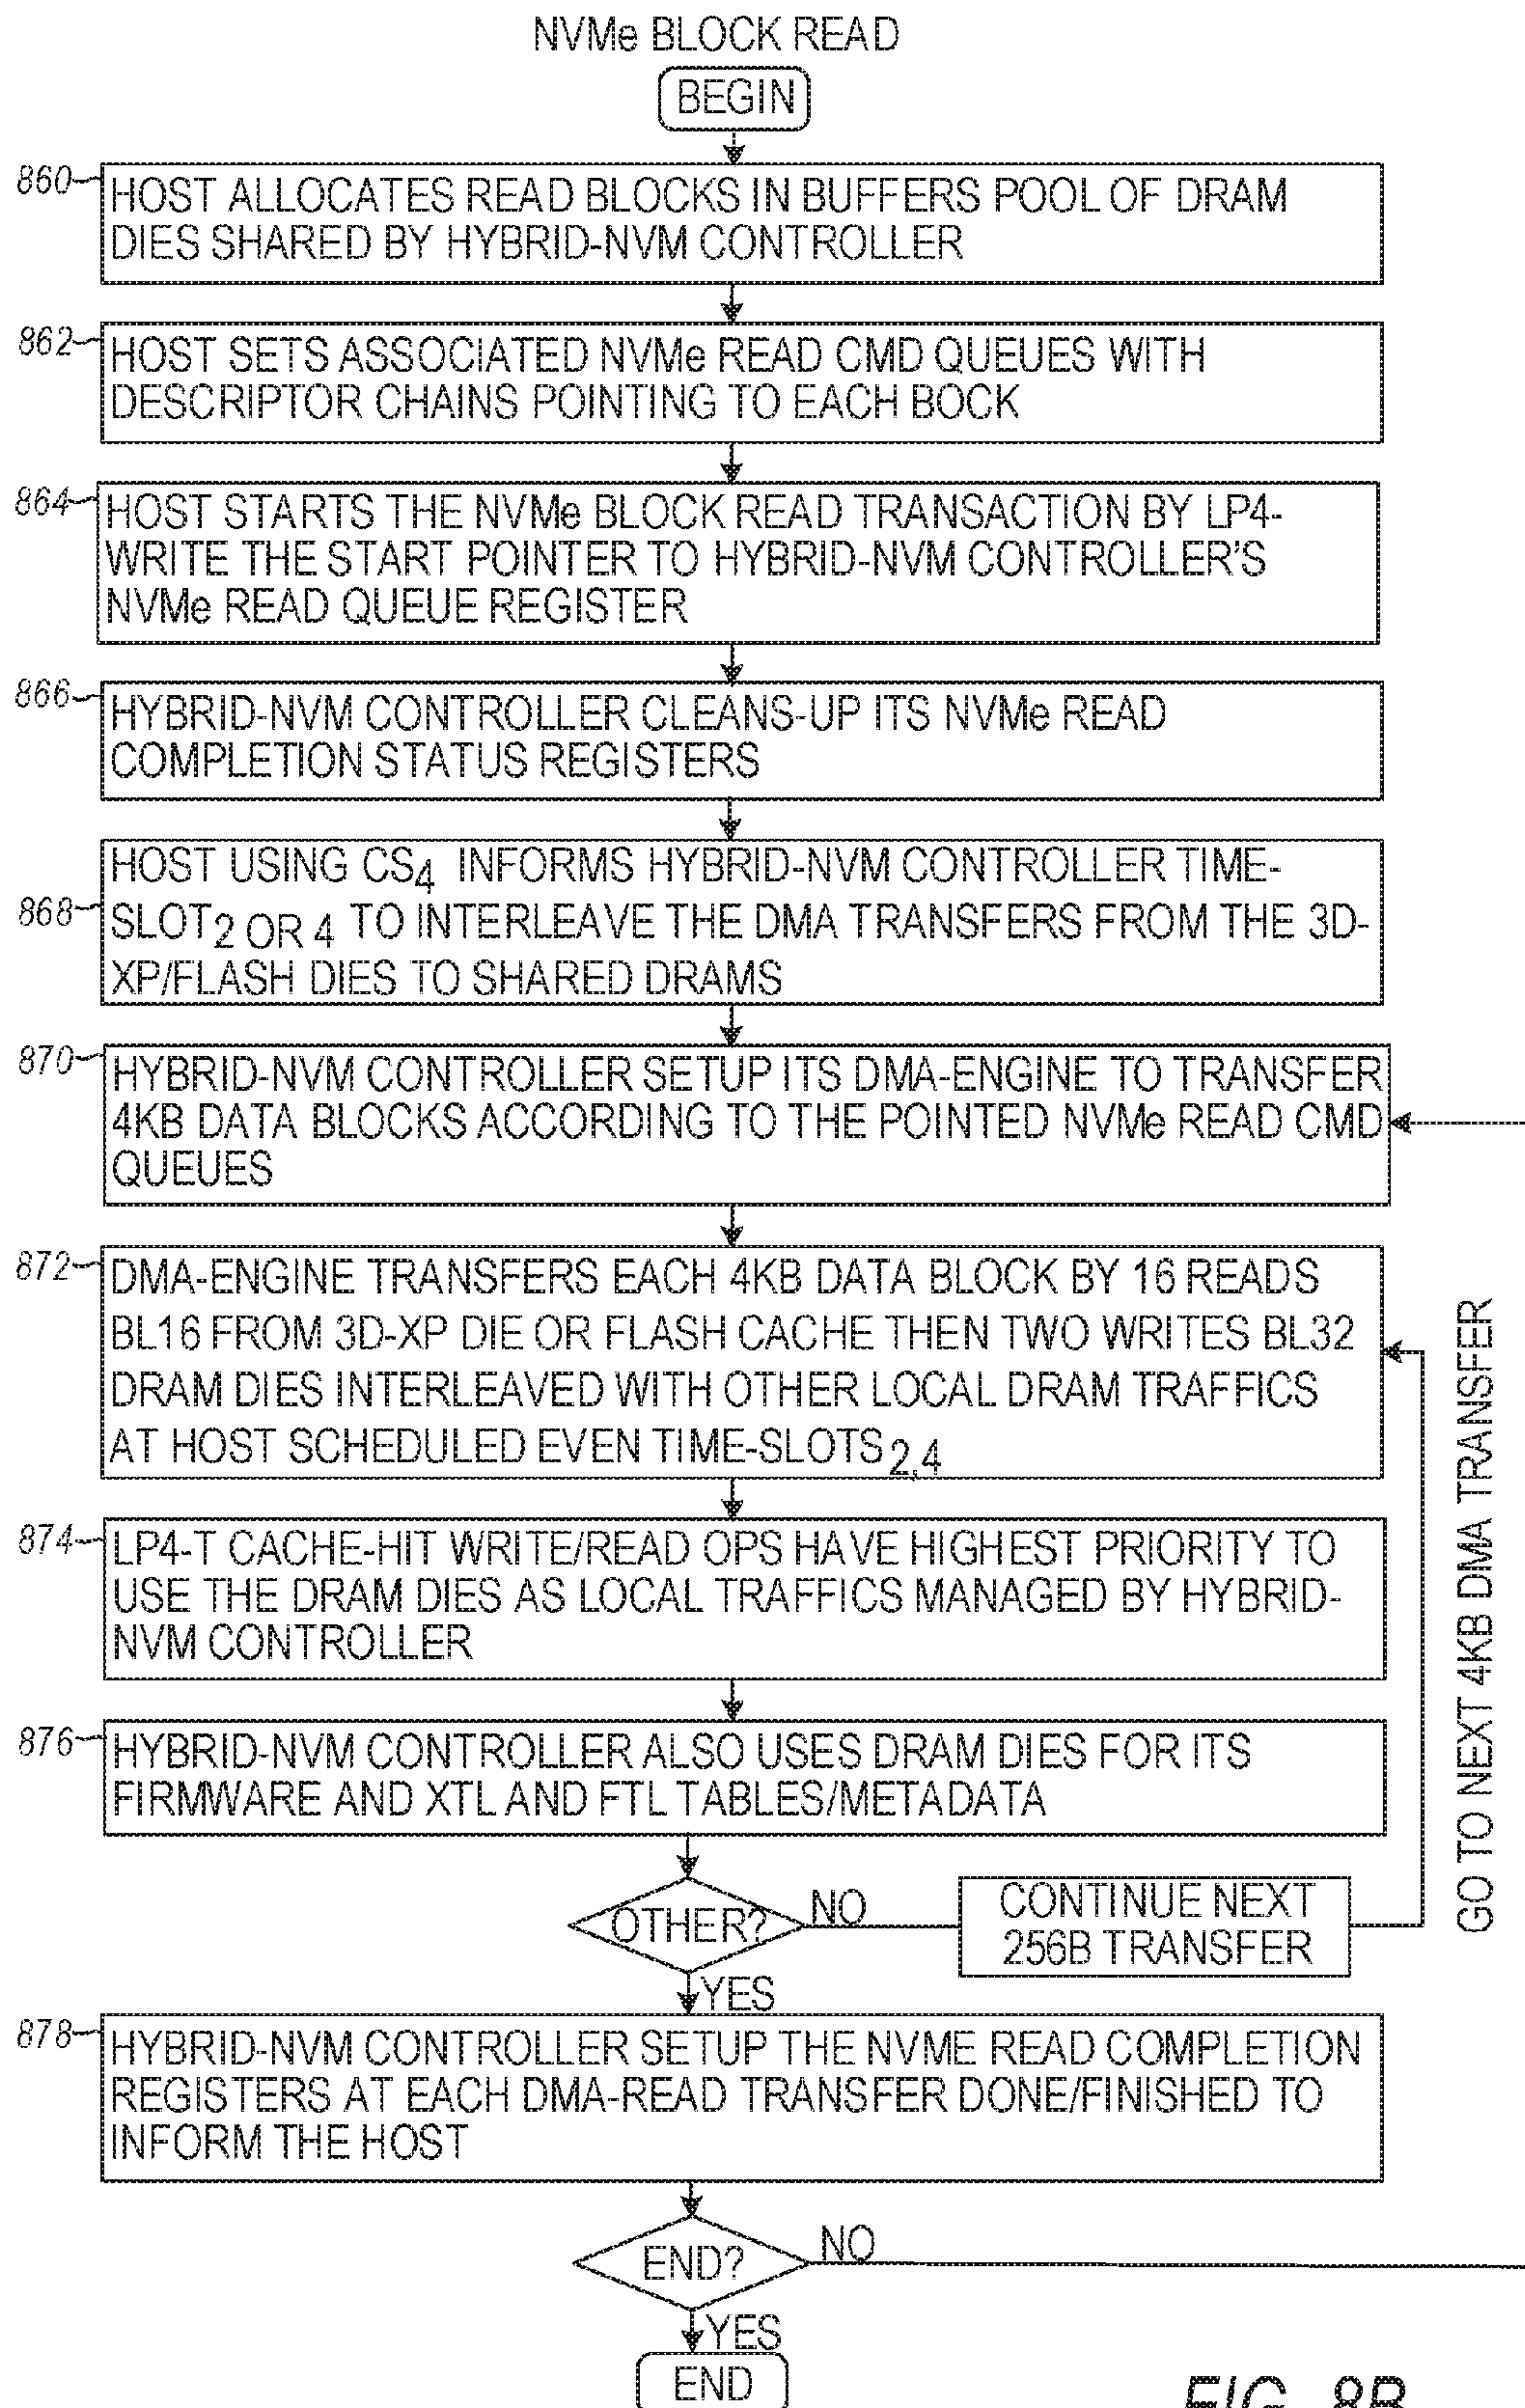 NVMe BLOCK READ
BEGIN
860
HOST ALLOCATES READ BLOCKS IN BUFFERS POOL OF DRAM
DIES SHARED BY HYBRID-NVM CONTROLLER
862
HOST SETS ASSOCIATED NVMe READ CMD QUEUES WITH
DESCRIPTOR CHAINS POINTING TO EACH BOCK
864
HOST STARTS THE NVMe BLOCK READ TRANSACTION BY LP4-
WRITE THE START POINTER TO HYBRID-NVM CONTROLLER'S
NVMe READ QUEUE REGISTER
866
HYBRID-NVM CONTROLLER CLEANS-UP ITS NVMe READ
COMPLETION STATUS REGISTERS
868
HOST USING CS4 INFORMS HYBRID-NVM CONTROLLER TIME-
SLOT2 OR 4 TO INTERLEAVE THE DMA TRANSFERS FROM THE 3D-
XP/FLASH DIES TO SHARED DRAMS
870
HYBRID-NVM CONTROLLER SETUP ITS DMA-ENGINE TO TRANSFER
4KB DATA BLOCKS ACCORDING TO THE POINTED NVMe READ CMD
QUEUES
872
DMA-ENGINE TRANSFERS EACH 4KB DATA BLOCK BY 16 READS
BL16 FROM 3D-XP DIE OR FLASH CACHE THEN TWO WRITES BL32
DRAM DIES INTERLEAVED WITH OTHER LOCAL DRAM TRAFFICS
AT HOST SCHEDULED EVEN TIME-SLOTS2,4
874
LP4-T CACHE-HIT WRITE/READ OPS HAVE HIGHEST PRIORITY TO
USE THE DRAM DIES AS LOCAL TRAFFICS MANAGED BY HYBRID-
NVM CONTROLLER
876
HYBRID-NVM CONTROLLER ALSO USES DRAM DIES FOR ITS
FIRMWARE AND XTL AND FTL TABLES/METADATA
OTHER?
NO
CONTINUE NEXT
256B TRANSFER
GO TO NEXT 4KB DMA TRANSFER
YES
878
HYBRID-NVM CONTROLLER SETUP THE NVME READ COMPLETION
REGISTERS AT EACH DMA-READ TRANSFER DONE/FINISHED TO
INFORM THE HOST
END?
NO
YES
END
FIG. 8B